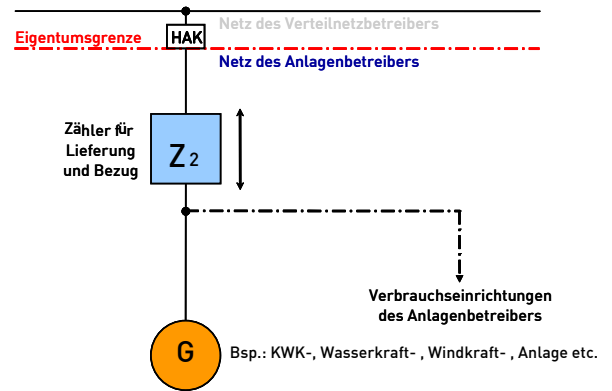 Netz des Verteilnetzbetreibers
Eigentumsgrenze
HAK
Netz des Anlagenbetreibers
Zähler für
Lieferung
und Bezug
Z 2
Verbrauchseinrichtungen
des Anlagenbetreibers
G
Bsp.: KWK-, Wasserkraft- , Windkraft- , Anlage etc.